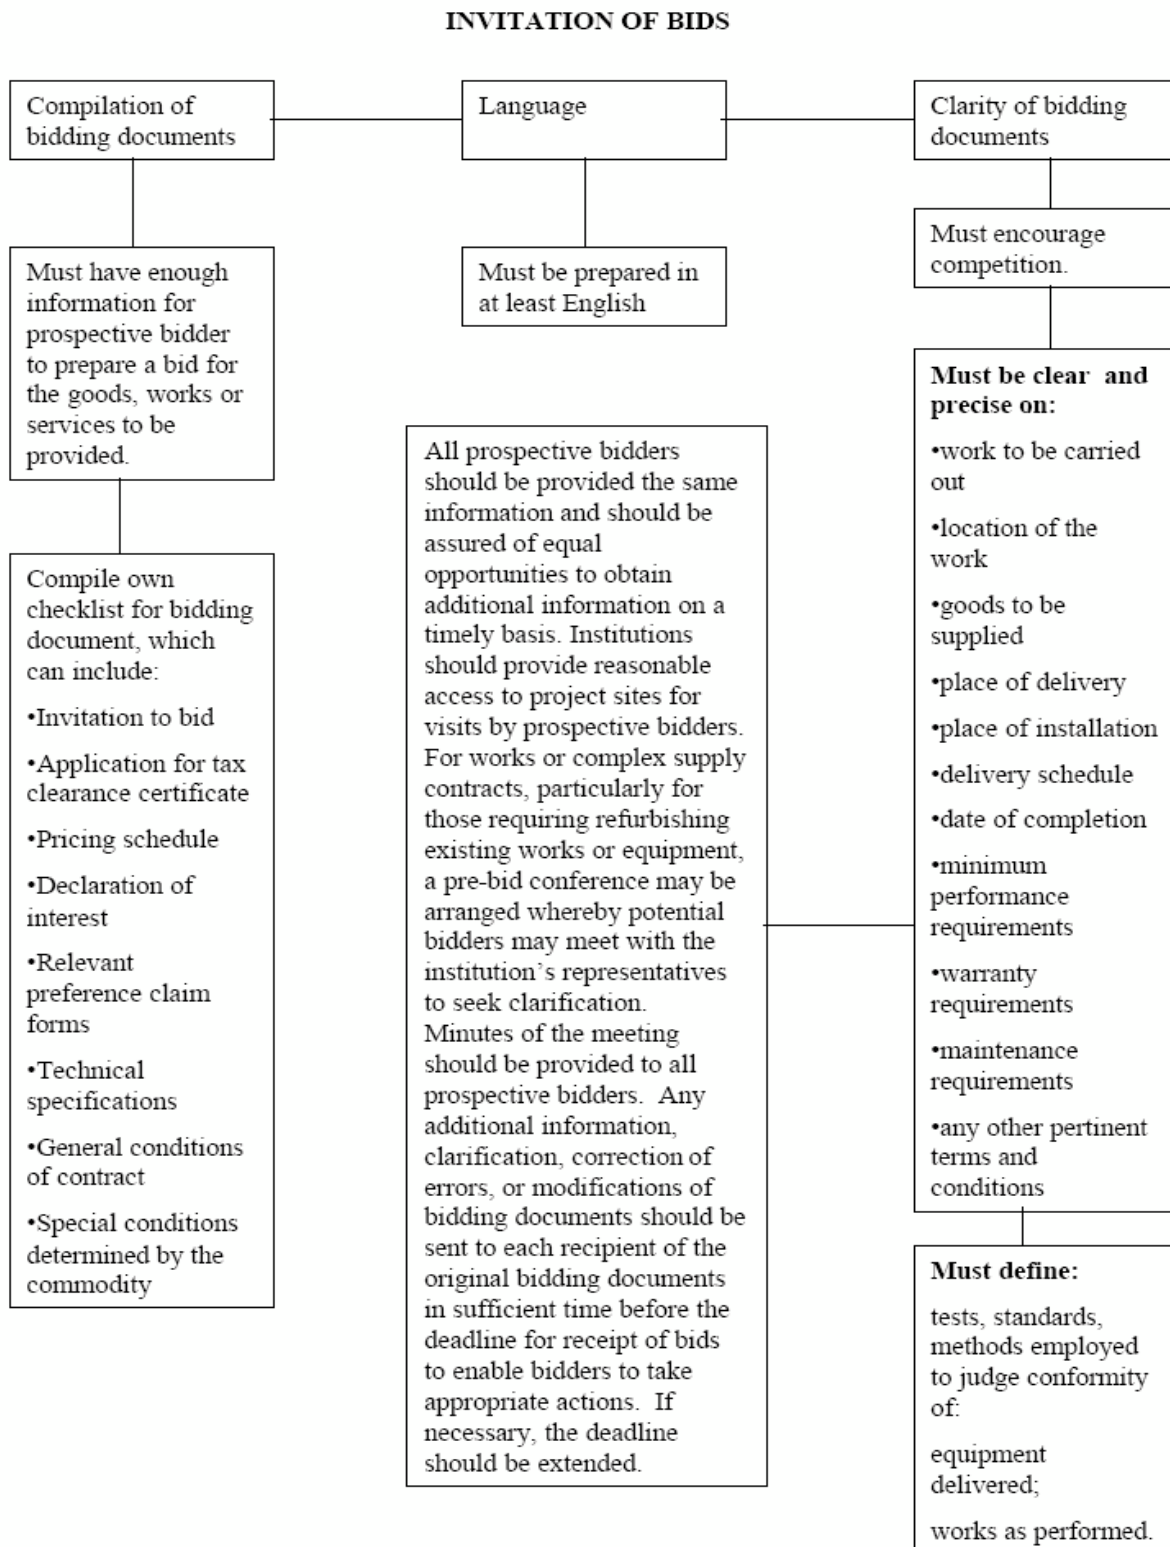 INVITATION OF BIDS
Compilation of
bidding documents
Language
Clarity of bidding
documents
Must have enough
information for
prospective bidder
to prepare a bid for
the goods, works or
services to be
provided.
Compile own
checklist for bidding
document, which
can include:
•Invitation to bid
•Application for tax
clearance certificate
•Pricing schedule
•Declaration of
interest
•Relevant
preference claim
forms
•Technical
specifications
•General conditions
of contract
•Special conditions
determined by the
commodity
Must be prepared in
at least English
All prospective bidders
should be provided the same
information and should be
assured of equal
opportunities to obtain
additional information on a
timely basis. Institutions
should provide reasonable
access to project sites for
visits by prospective bidders.
For works or complex supply
contracts, particularly for
those requiring refurbishing
existing works or equipment,
a pre-bid conference may be
arranged whereby potential
bidders may meet with the
institution’s representatives
to seek clarification.
Minutes of the meeting
should be provided to all
prospective bidders.  Any
additional information,
clarification, correction of
errors, or modifications of
bidding documents should be
sent to each recipient of the
original bidding documents
in sufficient time before the
deadline for receipt of bids
to enable bidders to take
appropriate actions.  If
necessary, the deadline
should be extended.
Must encourage
competition.
Must be clear  and
precise on:
•work to be carried
out
•location of the
work
•goods to be
supplied
•place of delivery
•place of installation
•delivery schedule
•date of completion
•minimum
performance
requirements
•warranty
requirements
•maintenance
requirements
•any other pertinent
terms and
conditions
Must define:
tests, standards,
methods employed
to judge conformity
of:
equipment
delivered;
works as performed.